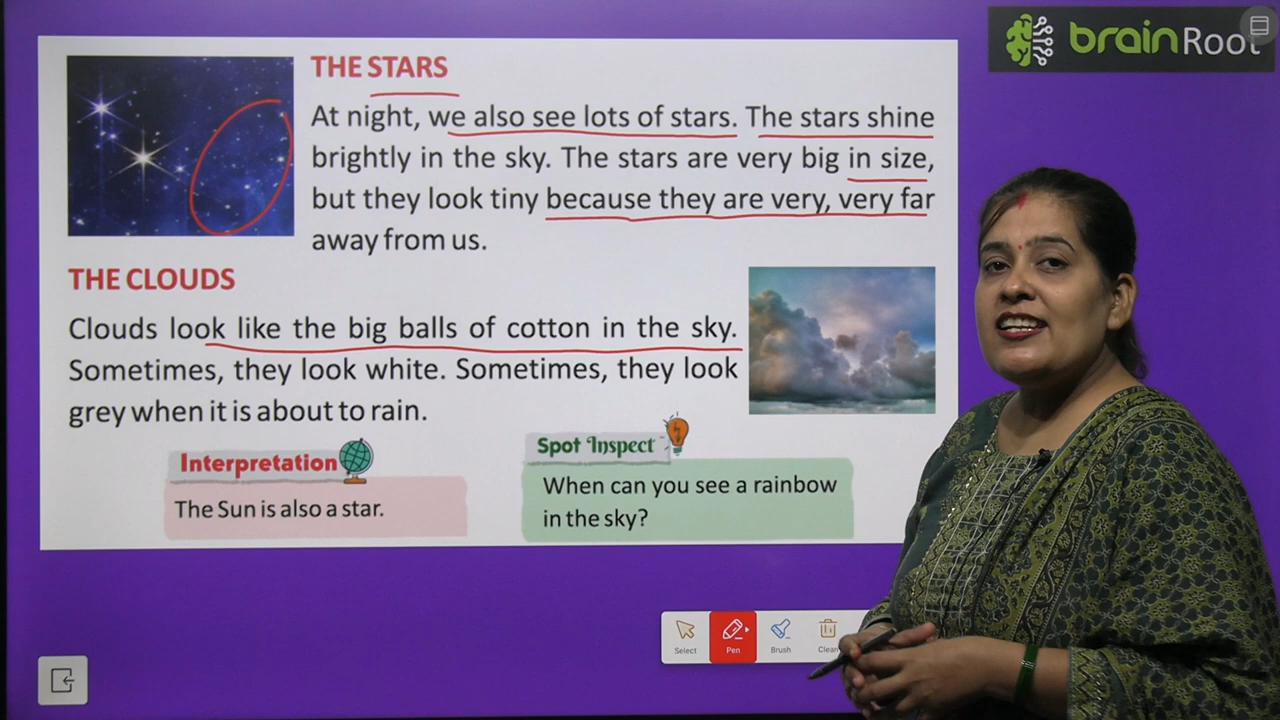 brainRoot
THE STARS
At night, we also see lots of stars. The stars shine
brightly in the sky. The stars are very big in size,
but they look tiny because they are very, very far
away from us.
THE CLOUDS
Clouds look like the big balls of cotton in the sky.
Sometimes, they look white. Sometimes, they look
grey when it is about to rain.
Interpretation
The Sun is also a star.
Spot Inspect
When can you see a rainbow
in the sky?
Select
Pen
Brush
Clean